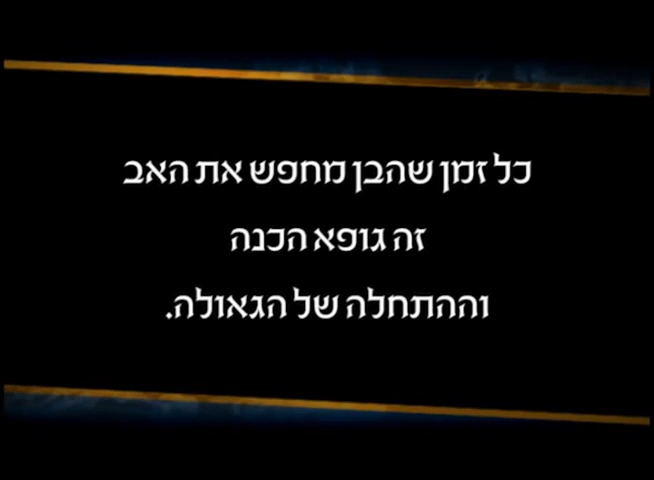 כל זמן שהבן מחפש את האב
זה גופא הכנה
וההתחלה של הגאולה.